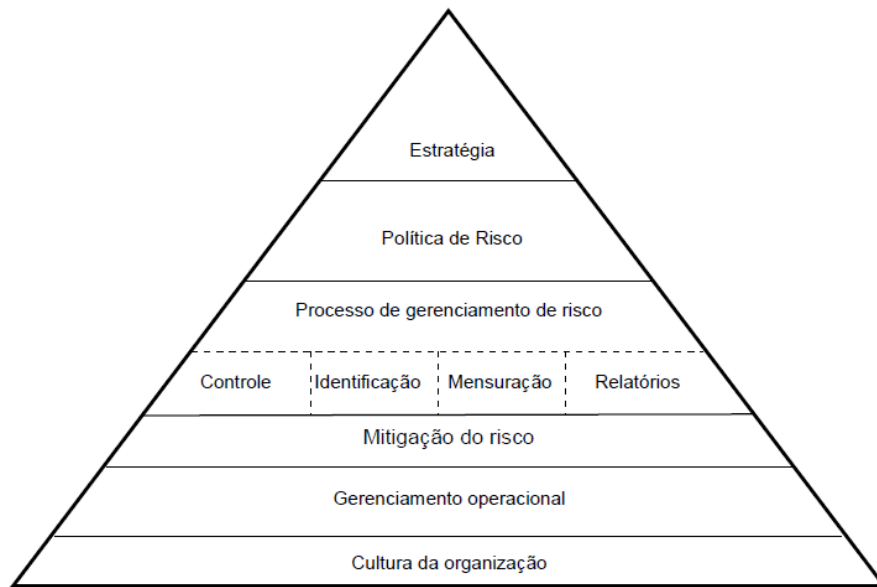 Estratégia
Política de Risco
Processo de gerenciamento de risco
Controle Identificação Mensuração Relatórios
Mitigação do risco
Gerenciamento operacional
Cultura da organização